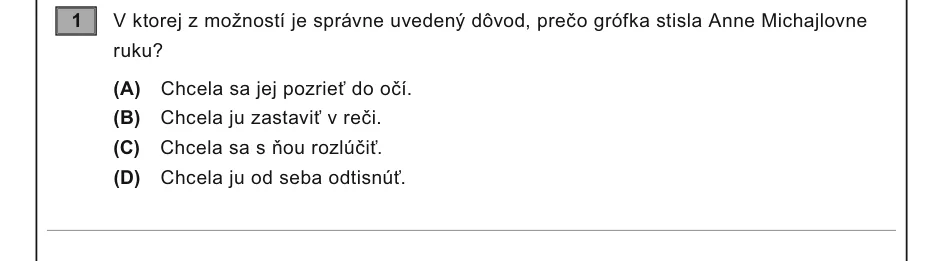 1 V ktorej z možností je správne uvedený dôvod, prečo grófka stisla Anne Michajlovne
ruku?
(A) Chcela sa jej pozrieť do očí.
(B) Chcela ju zastaviť v reči.
(C) Chcela sa s ňou rozlúčiť.
(D) Chcela ju od seba odtisnúť.